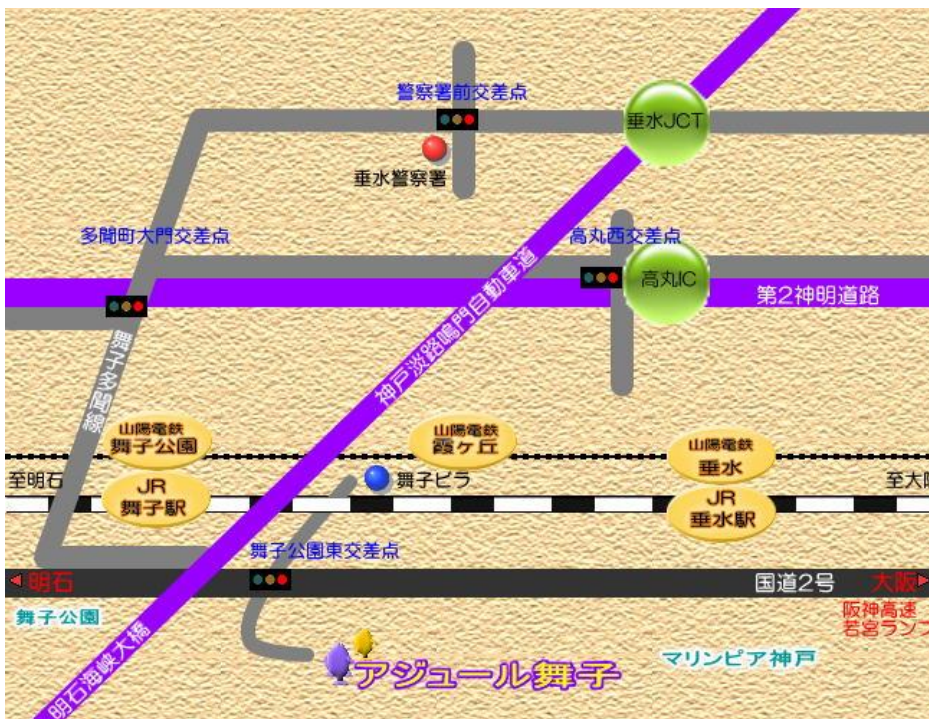 警察署前交差点
垂水JCT
垂水警察署
多聞町大門交差点
高丸西交差点
高丸IC
第2神明道路
神戸淡路鳴門自動車道
舞子多聞線
山陽電鉄
舞子公園
山陽電鉄
霞ヶ丘
山陽電鉄
垂水
至明石
舞子ビラ
至大阪
JR
舞子駅
JR
垂水駅
舞子公園東交差点
明石
国道2号
大阪
舞子公園
阪神高速
若宮ランプ
明石海峡大橋
アジュール舞子
マリンピア神戸